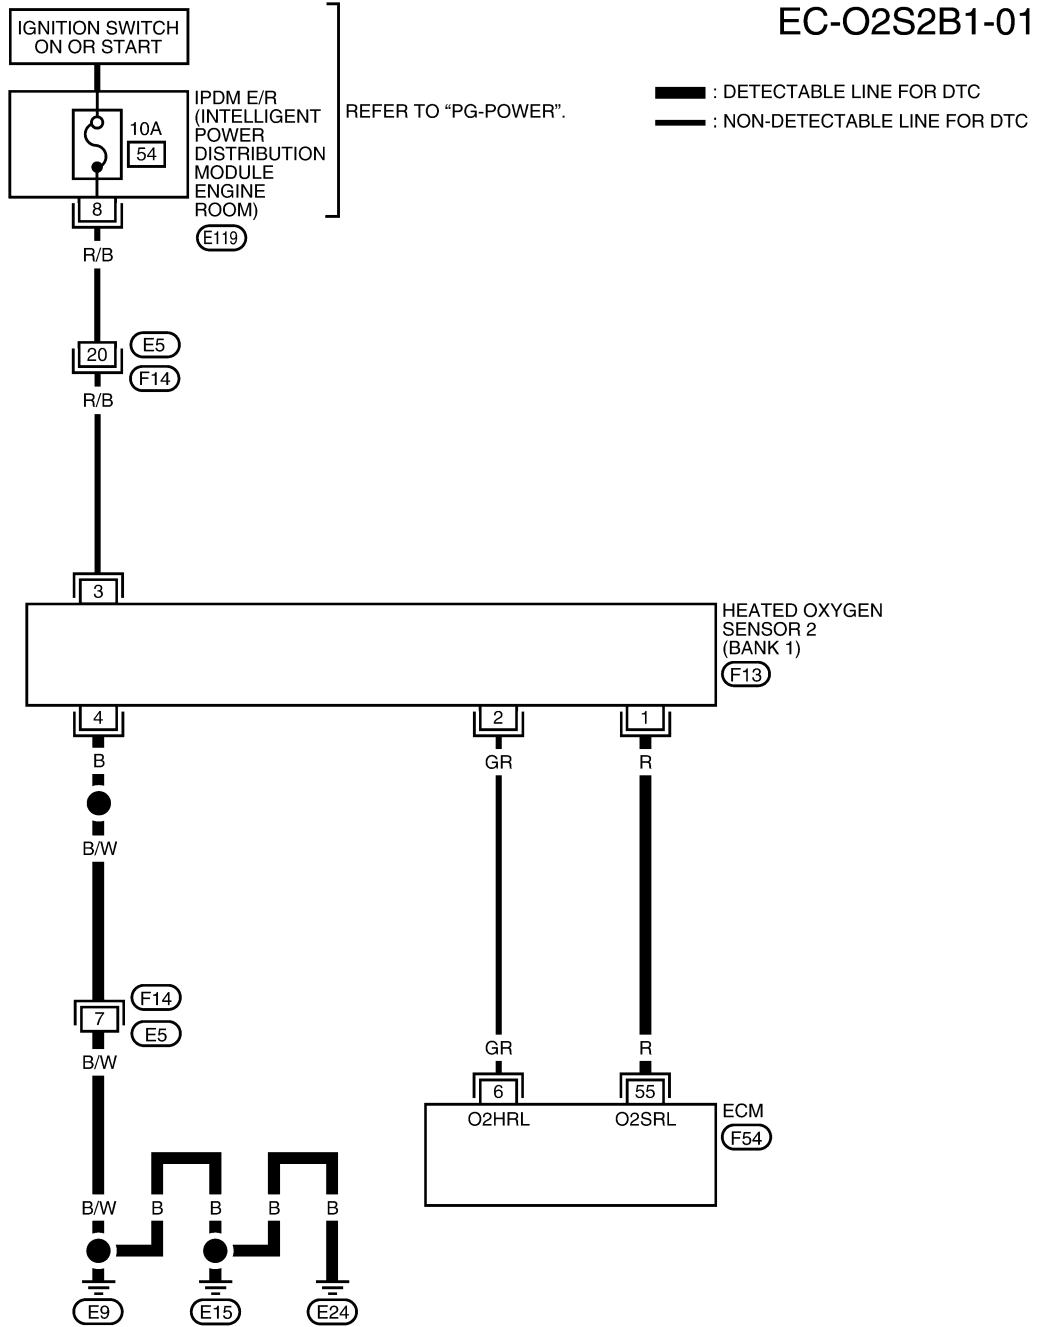 EC-O2S2B1-01
IGNITION SWITCH
ON OR START
: DETECTABLE LINE FOR DTC
: NON-DETECTABLE LINE FOR DTC
IPDM E/R
(INTELLIGENT
POWER
DISTRIBUTION
MODULE
ENGINE
ROOM)
E119
REFER TO “PG-POWER”.
10A
54
8
R/B
20
E5
F14
R/B
3
HEATED OXYGEN
SENSOR 2
(BANK 1)
F13
4
2
1
B
GR
R
B/W
F14
7
E5
B/W
GR
R
6
55
O2HRL
O2SRL
ECM
F54
B/W
B
B
B
B
E9
E15
E24